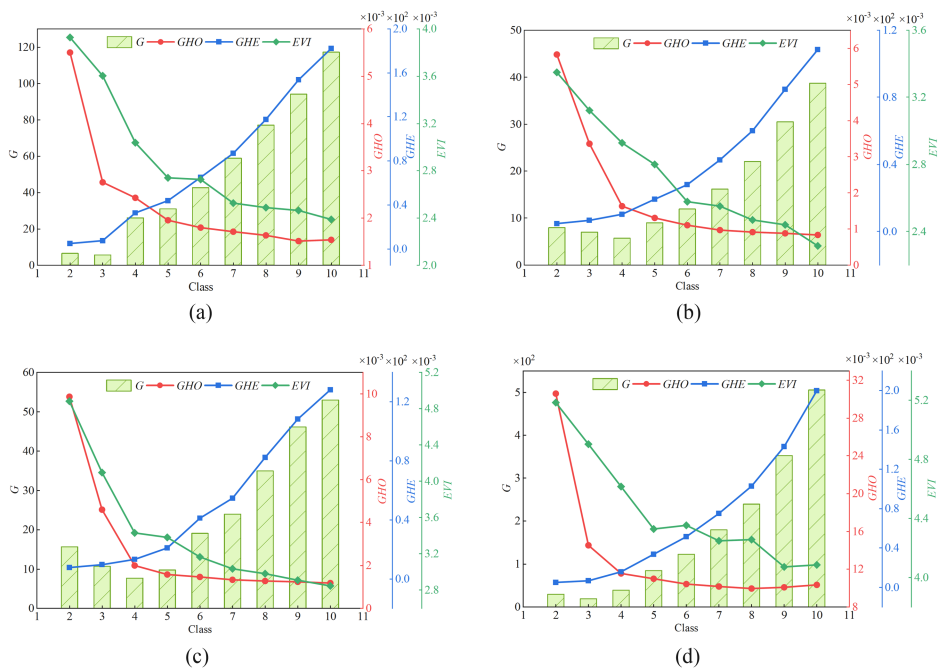 ×10⁻³ ×10² ×10⁻³
G GHO GHE EVI
G
120
100
80
60
40
20
0
1 2 3 4 5 6 7 8 9 10 11
Class
GHO
6
5
4
3
2
1
GHE
2.0
1.6
1.2
0.8
0.4
0.0
EVI
4.0
3.6
3.2
2.8
2.4
2.0
(a)
×10⁻³ ×10² ×10⁻³
G GHO GHE EVI
G
50
40
30
20
10
0
1 2 3 4 5 6 7 8 9 10 11
Class
GHO
6
5
4
3
2
1
0
GHE
1.2
0.8
0.4
0.0
EVI
3.6
3.2
2.8
2.4
(b)
×10⁻³ ×10² ×10⁻³
G GHO GHE EVI
G
60
50
40
30
20
10
0
1 2 3 4 5 6 7 8 9 10 11
Class
GHO
10
8
6
4
2
0
GHE
1.2
0.8
0.4
0.0
EVI
5.2
4.8
4.4
4.0
3.6
3.2
2.8
(c)
×10²
×10⁻³ ×10² ×10⁻³
G GHO GHE EVI
G
5
4
3
2
1
×10⁰
1 2 3 4 5 6 7 8 9 10 11
Class
GHO
32
28
24
20
16
12
8
GHE
2.0
1.6
1.2
0.8
0.4
0.0
EVI
5.2
4.8
4.4
4.0
(d)